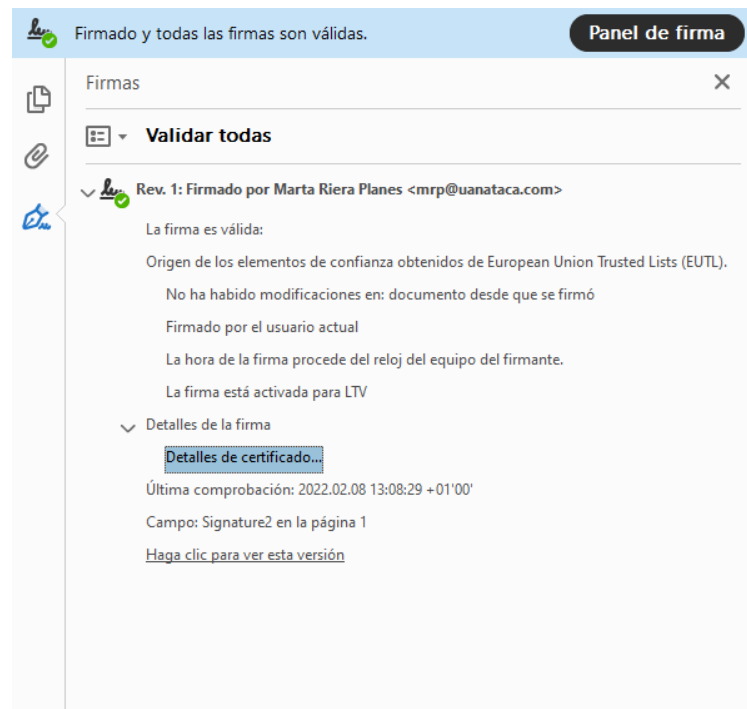 Firmado y todas las firmas son válidas.
Panel de firma
Firmas
Validar todas
Rev. 1: Firmado por Marta Riera Planes <mrp@uanataca.com>
La firma es válida:
Origen de los elementos de confianza obtenidos de European Union Trusted Lists (EUTL).
No ha habido modificaciones en: documento desde que se firmó
Firmado por el usuario actual
La hora de la firma procede del reloj del equipo del firmante.
La firma está activada para LTV
Detalles de la firma
Detalles de certificado...
Última comprobación: 2022.02.08 13:08:29 +01'00'
Campo: Signature2 en la página 1
Haga clic para ver esta versión